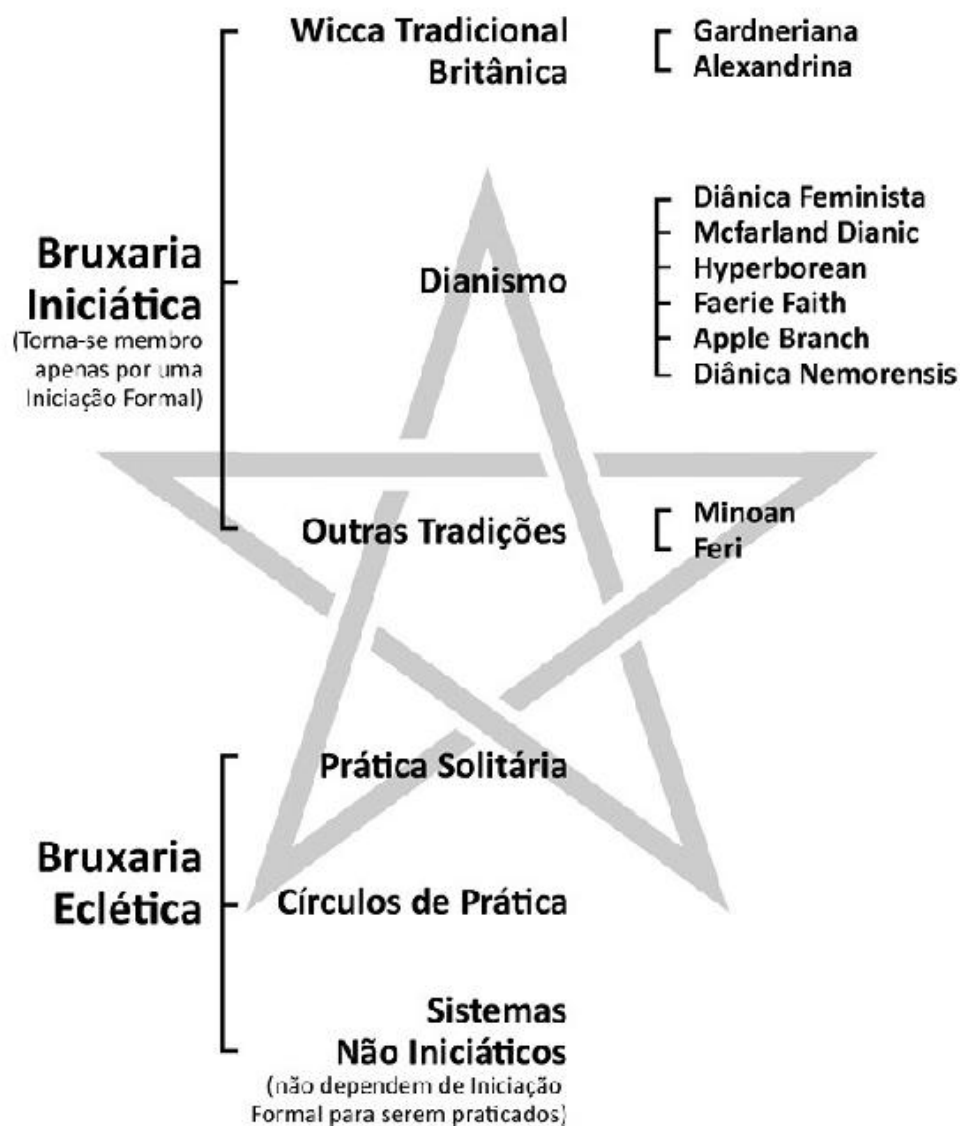 Wicca Tradicional
Britânica
Gardneriana
Alexandrina
Bruxaria
Iniciática
(Torna-se membro
apenas por uma
Iniciação Formal)
Dianismo
Diânica Feminista
Mcfarland Dianic
Hyperborean
Faerie Faith
Apple Branch
Diânica Nemorensis
Outras Tradições
Minoan
Feri
Bruxaria
Eclética
Prática Solitária
Círculos de Prática
Sistemas
Não Iniciáticos
(não dependem de Iniciação
Formal para serem praticados)